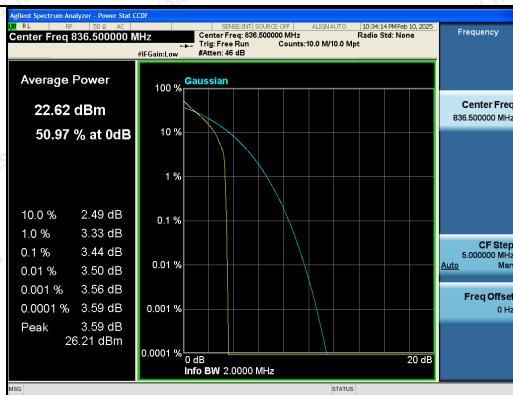 Agilent Spectrum Analyzer - Power Stat CCDF
RL RF 50 Ω AC SENSE:INT SOURCE OFF ALIGNAUTO 10:34:14 PM Feb 10, 2025
Center Freq 836.500000 MHz
Center Freq: 836.500000 MHz Radio Std: None
Trig: Free Run Counts:10.0 M/10.0 Mpt
#IFGain:Low #Atten: 46 dB
Frequency
Average Power
22.62 dBm
50.97 % at 0dB
10.0 % 2.49 dB
1.0 % 3.33 dB
0.1 % 3.44 dB
0.01 % 3.50 dB
0.001 % 3.56 dB
0.0001 % 3.59 dB
Peak 3.59 dB
26.21 dBm
Gaussian
100 %
10 %
1 %
0.1 %
0.01 %
0.001 %
0.0001 %
0 dB 20 dB
Info BW 2.0000 MHz
Center Freq
836.500000 MHz
CF Step
5.000000 MHz
Auto Man
Freq Offset
0 Hz
MSG STATUS